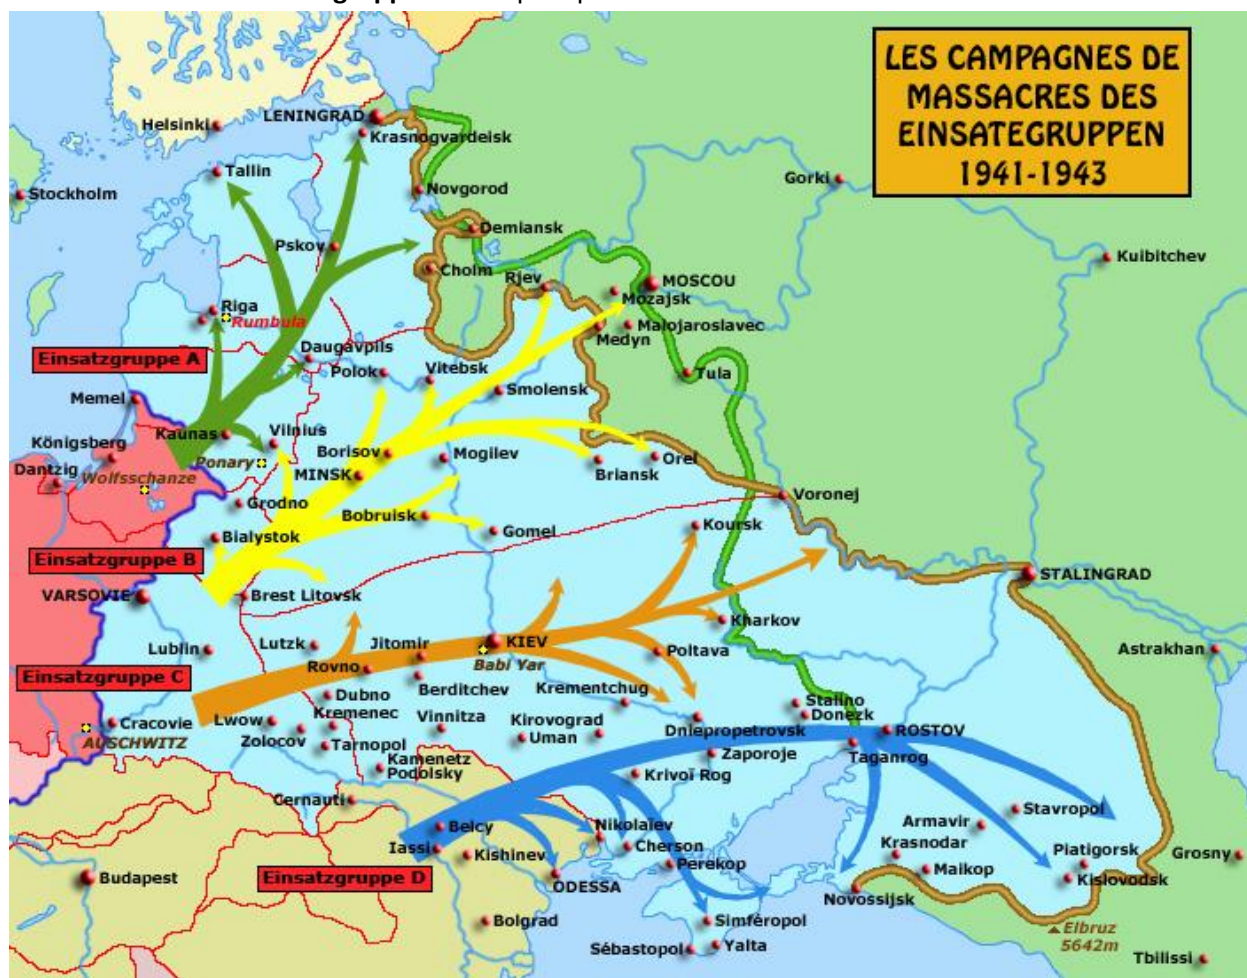 LES CAMPAGNES DE
MASSACRES DES
EINSATEGRUPPEN
1941-1943
LENINGRAD
Helsinki
Krasnogvardeisk
Tallin
Stockholm
Novgorod
Gorki
Demiansk
Pskov
Kuibitchev
Cholm
Rjev
MOSCOU
Mozajsk
Riga
Rumbula
Malojaroslavec
Medyn
Einsatzgruppe A
Daugavpils
Polok
Vitebsk
Tula
Smolensk
Memel
Kaunas
Vilnius
Königsberg
Borisov
Mogilev
Orel
Dantzig
Ponary
Briansk
Wolfsschanze
MINSK
Grodno
Voronej
Bobruisk
Koursk
Bialystok
Gomel
Einsatzgruppe B
STALINGRAD
VARSOVIE
Brest Litovsk
Kharkov
Lublin
Lutzk
Jitomir
KIEV
Poltava
Astrakhan
Rovno
Babi Yar
Einsatzgruppe C
Berditchev
Krementchug
Dubno
Stalino
Cracovie
Lwow
Kremenec
Vinnitza
Kirovograd
Donezk
AUSCHWITZ
Zolocov
Tarnopol
Uman
Dniepropetrovsk
ROSTOV
Kamenetz
Podolsky
Zaporoje
Taganrog
Krivoï Rog
Cernauti
Stavropol
Belcy
Nikolaïev
Armavir
Iassi
Kishinev
Cherson
Krasnodar
Perekop
Piatigorsk
Grosny
Budapest
Einsatzgruppe D
ODESSA
Maikop
Kislovodsk
Novossijsk
Bolgrad
Simfèropol
Elbruz
5642m
Sébastopol
Yalta
Tbilissi